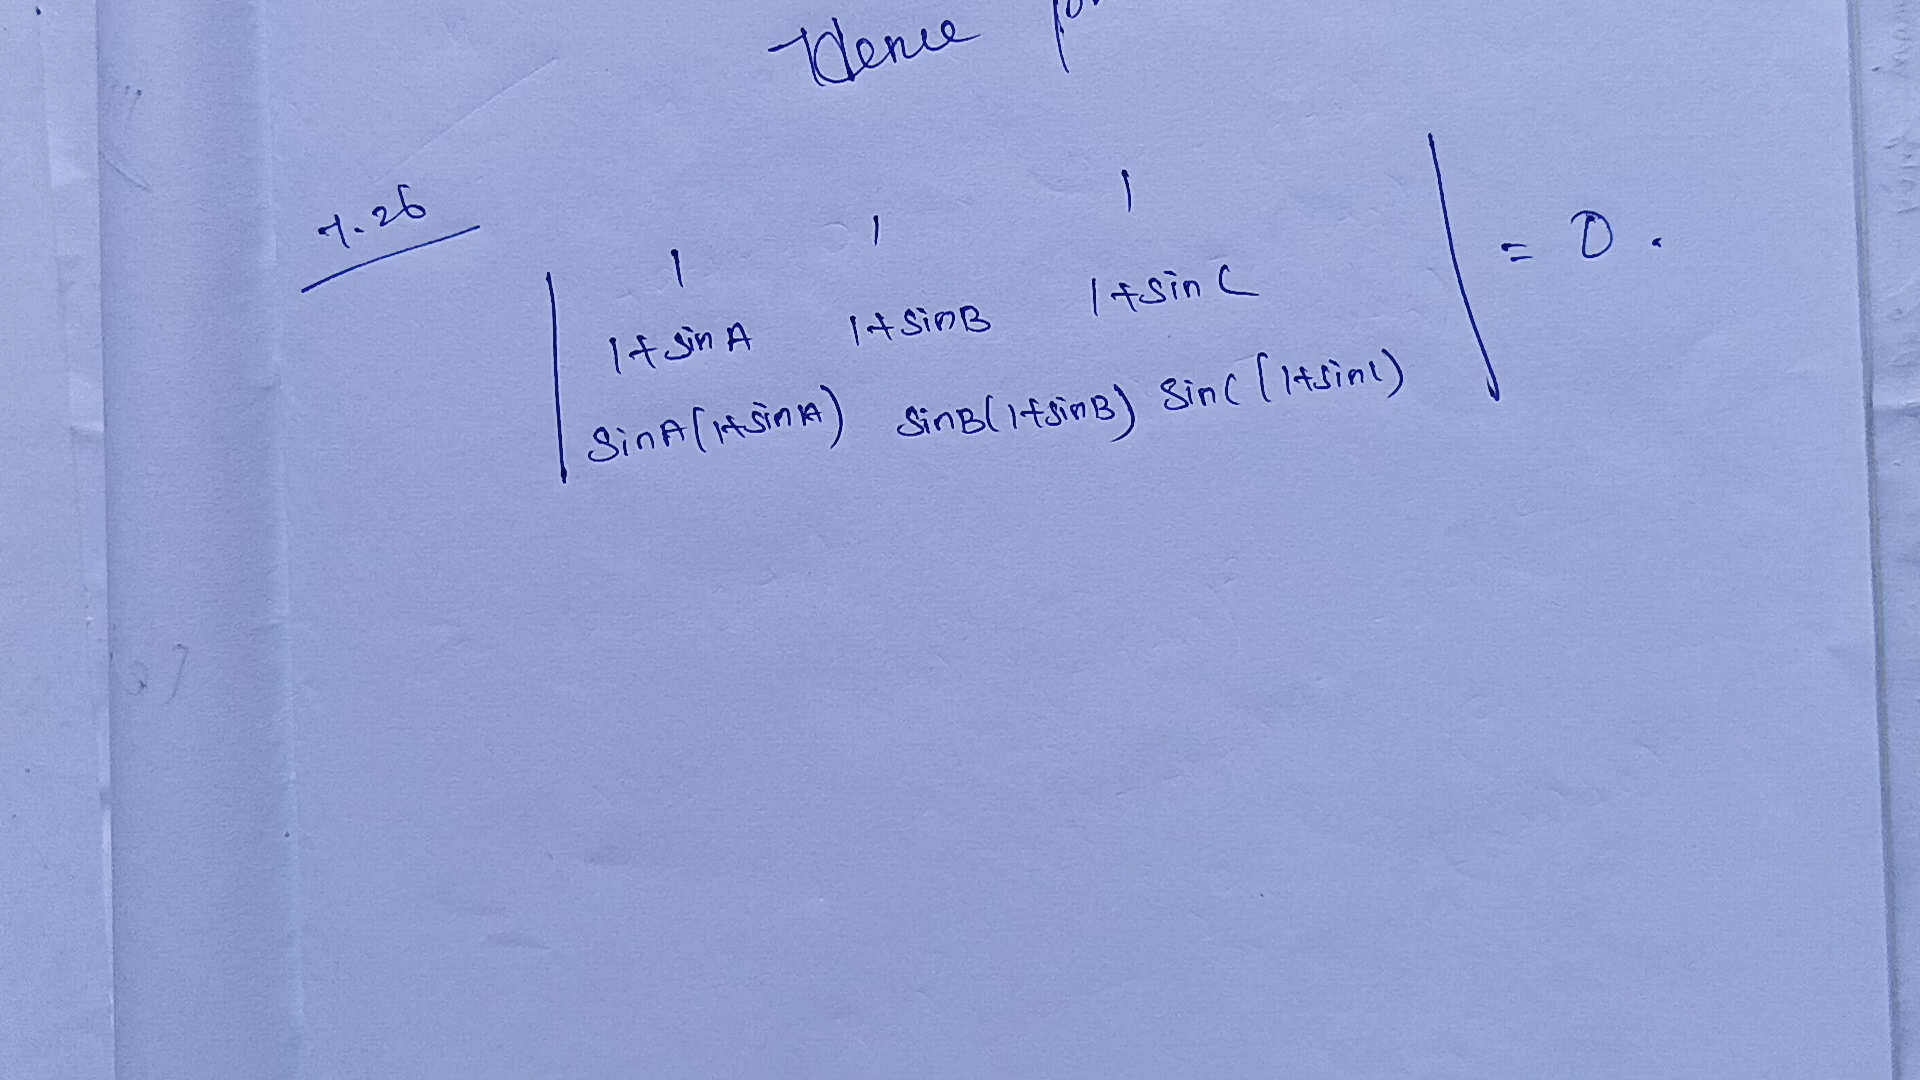 Hence
7.26
1 1 1
1+sin A 1+sinB 1+sin C = 0.
sinA(1+sinA) sinB(1+sinB) sinC(1+sinC)